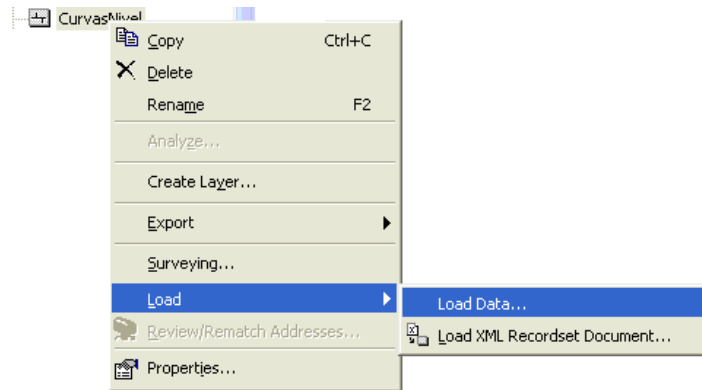 CurvasNivel
Copy Ctrl+C
Delete
Rename F2
Analyze...
Create Layer...
Export
Surveying...
Load
Load Data...
Review/Rematch Addresses...
Load XML Recordset Document...
Properties...